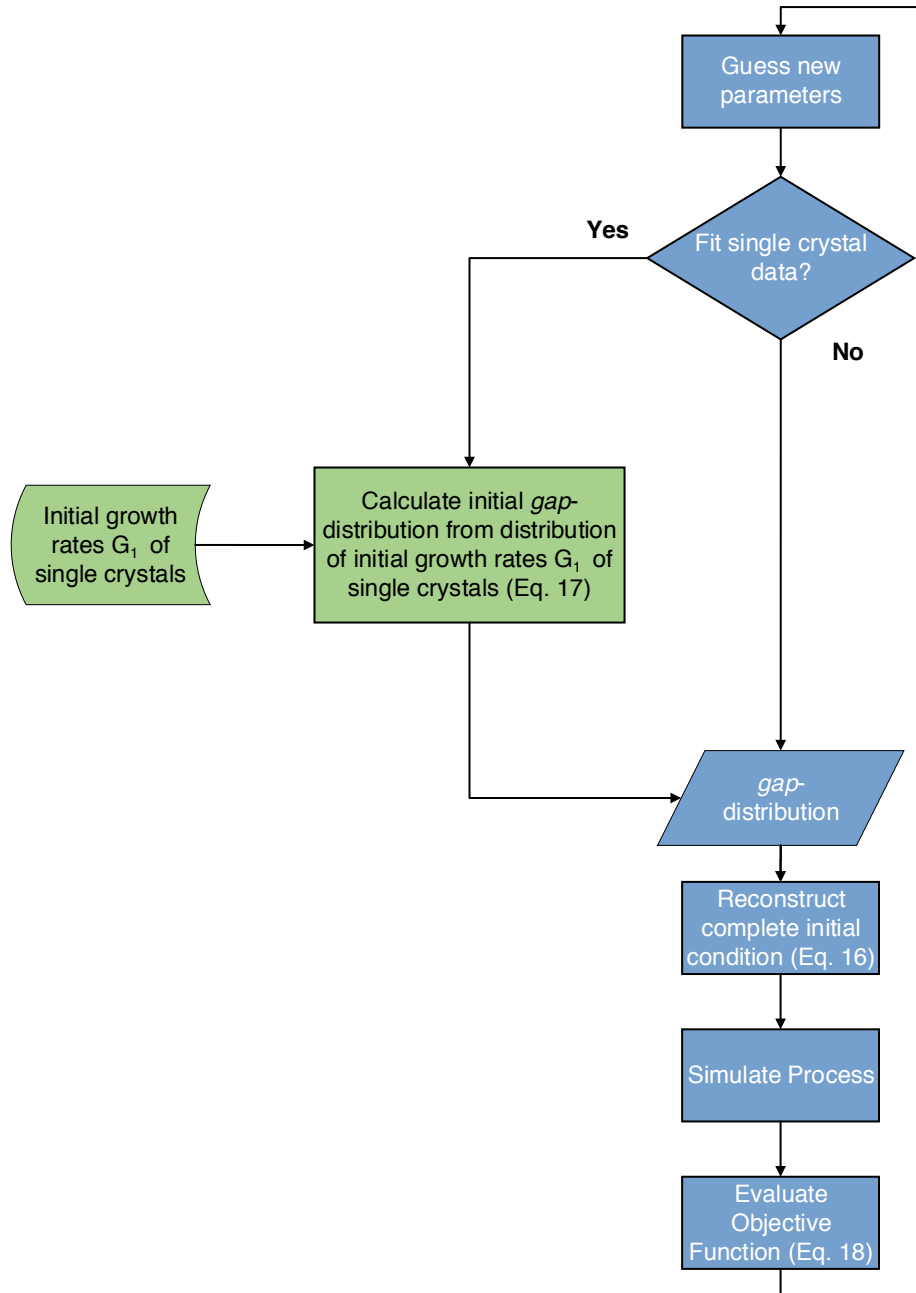 Guess new
parameters
Yes
Fit single crystal
data?
No
Initial growth
rates G₁ of
single crystals
Calculate initial gap-
distribution from distribution
of initial growth rates G₁ of
single crystals (Eq. 17)
gap-
distribution
Reconstruct
complete initial
condition (Eq. 16)
Simulate Process
Evaluate
Objective
Function (Eq. 18)